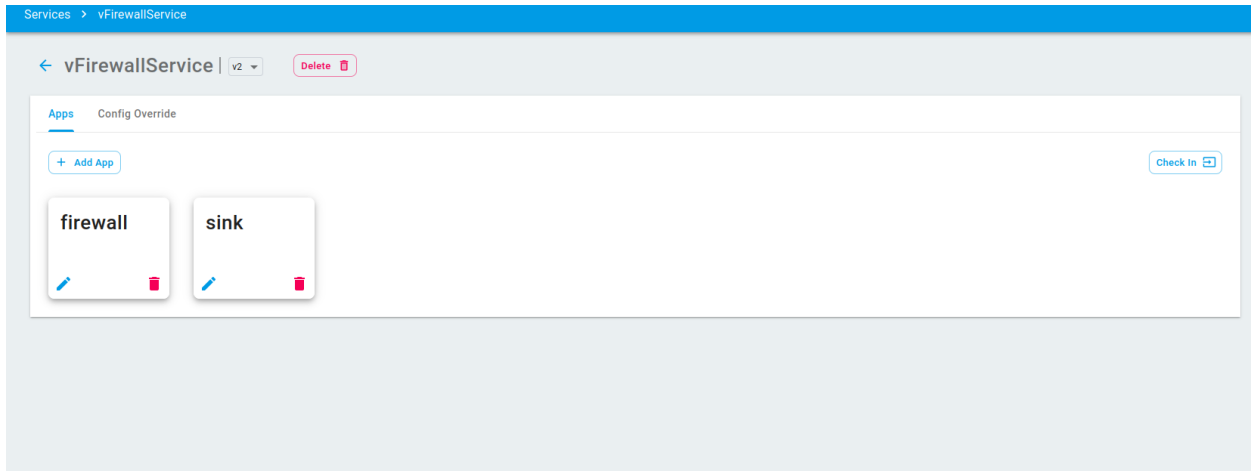 Services > vFirewallService
vFirewallService | v2
Delete
Apps Config Override
+ Add App
Check In
firewall sink